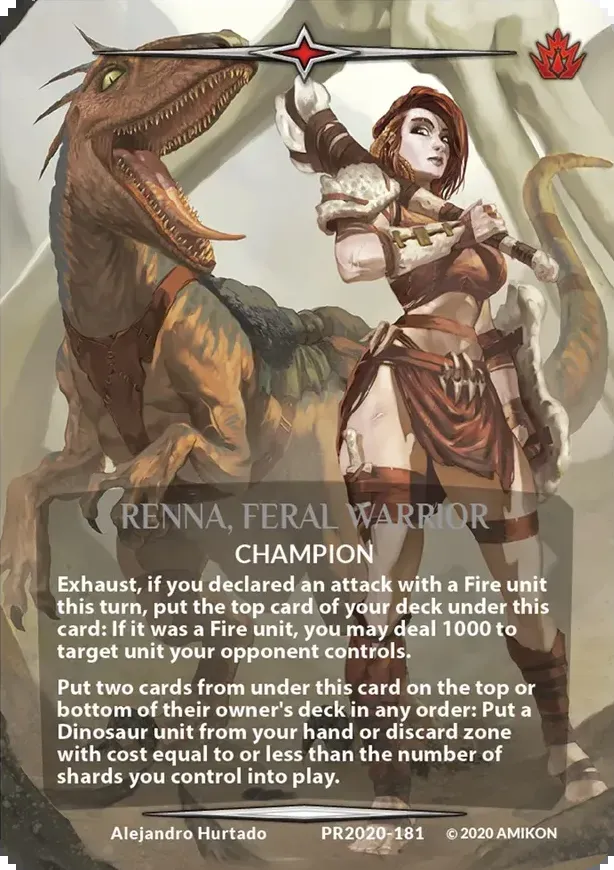 RENNA, FERAL WARRIOR
CHAMPION
Exhaust, if you declared an attack with a Fire unit
this turn, put the top card of your deck under this
card: If it was a Fire unit, you may deal 1000 to
target unit your opponent controls.
Put two cards from under this card on the top or
bottom of their owner's deck in any order: Put a
Dinosaur unit from your hand or discard zone
with cost equal to or less than the number of
shards you control into play.
Alejandro Hurtado PR2020-181 © 2020 AMIKON